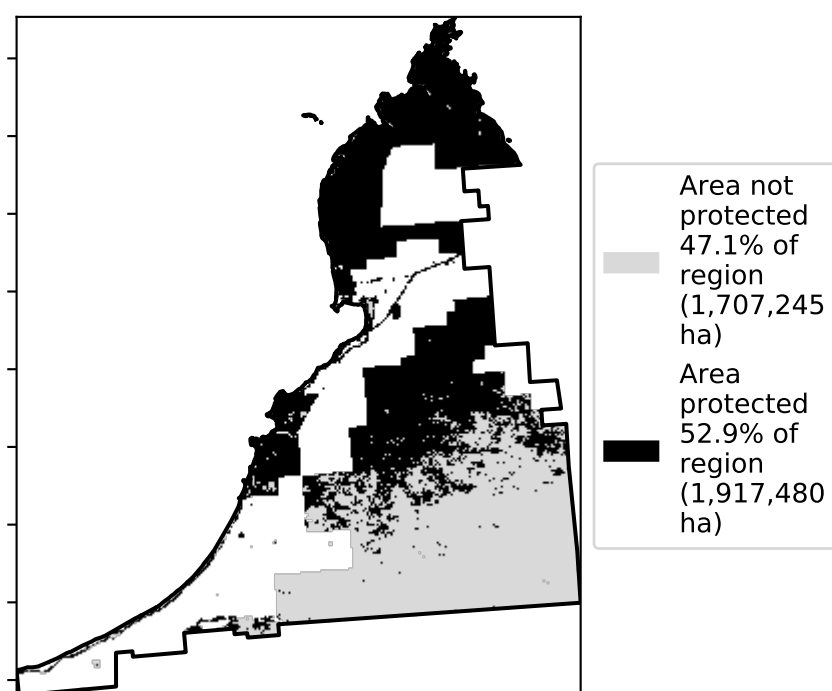 Area not
protected
47.1% of
region
(1,707,245
ha)
Area
protected
52.9% of
region
(1,917,480
ha)